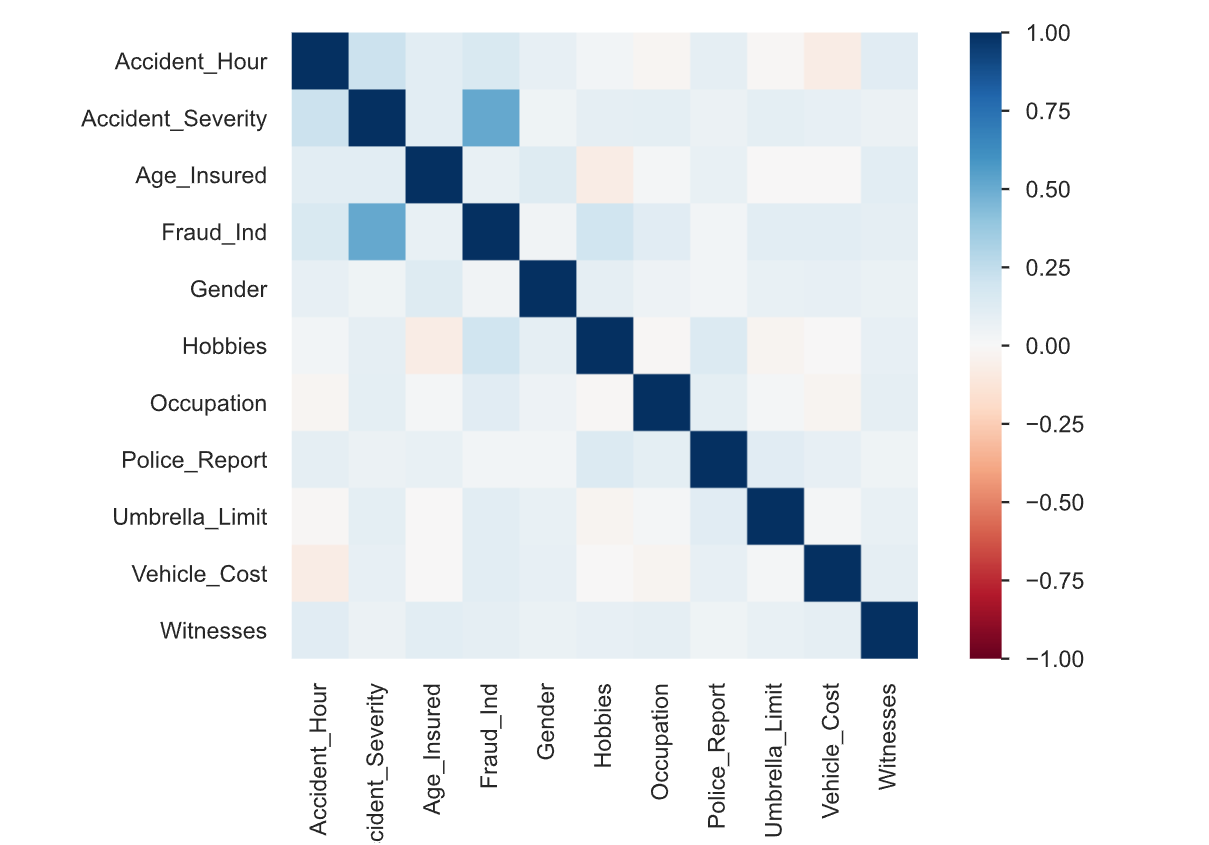 Accident_Hour
Accident_Severity
Age_Insured
Fraud_Ind
Gender
Hobbies
Occupation
Police_Report
Umbrella_Limit
Vehicle_Cost
Witnesses
1.00
0.75
0.50
0.25
0.00
−0.25
−0.50
−0.75
−1.00
Accident_Hour
cident_Severity
Age_Insured
Fraud_Ind
Gender
Hobbies
Occupation
Police_Report
Umbrella_Limit
Vehicle_Cost
Witnesses